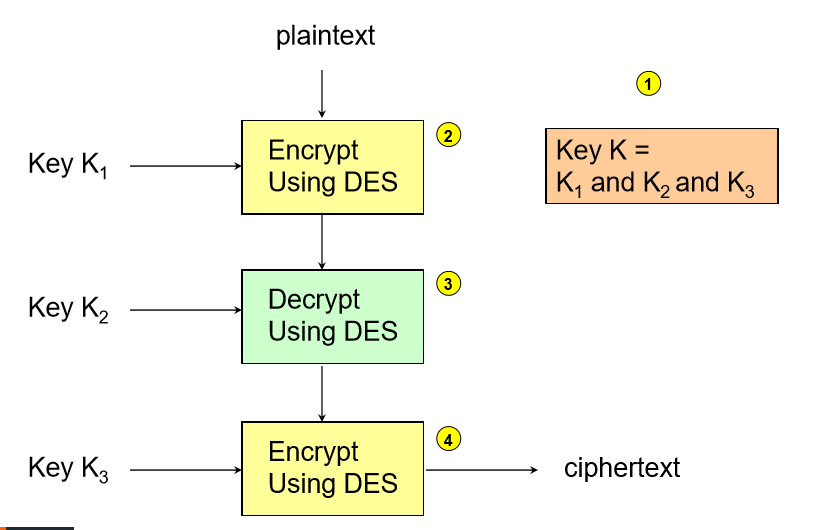 plaintext
1
2
Encrypt
Using DES
Key K1
Key K =
K1 and K2 and K3
3
Decrypt
Using DES
Key K2
4
Encrypt
Using DES
Key K3
ciphertext